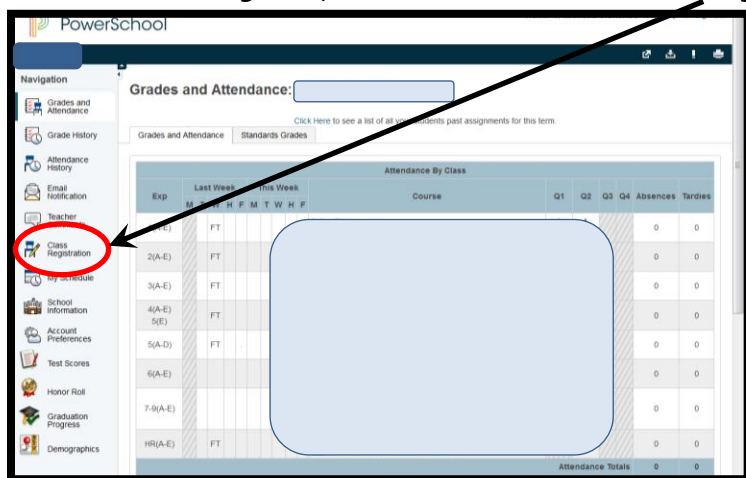 PowerSchool
Navigation
Grades and Attendance
Grade History
Attendance History
Email Notification
Teacher
Class Registration
My Schedule
School Information
Account Preferences
Test Scores
Honor Roll
Graduation Progress
Demographics
Grades and Attendance:
Click Here to see a list of all your students past assignments for this term.
Grades and Attendance Standards Grades
Attendance By Class
Exp Last Week This Week Course Q1 Q2 Q3 Q4 Absences Tardies
M T W H F M T W H F
(A-E) FT 0 0
2(A-E) FT 0 0
3(A-E) FT 0 0
4(A-E) 5(E) FT 0 0
5(A-D) FT 0 0
6(A-E) 0 0
7-9(A-E) 0 0
HR(A-E) FT 0 0
Attendance Totals 0 0